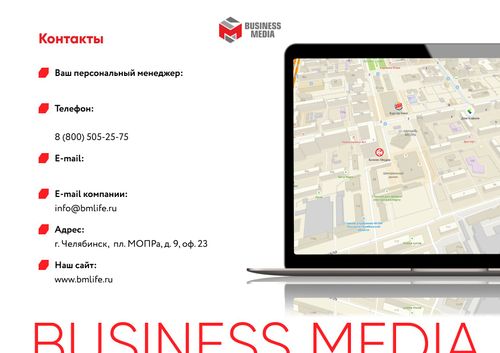 BUSINESS
MEDIA
Контакты
Ваш персональный менеджер:
Телефон:
8 (800) 505-25-75
E-mail:
E-mail компании:
info@bmlife.ru
Адрес:
г. Челябинск,  пл. МОПРа, д. 9, оф. 23
Наш сайт:
www.bmlife.ru
BUSINESS MEDIA